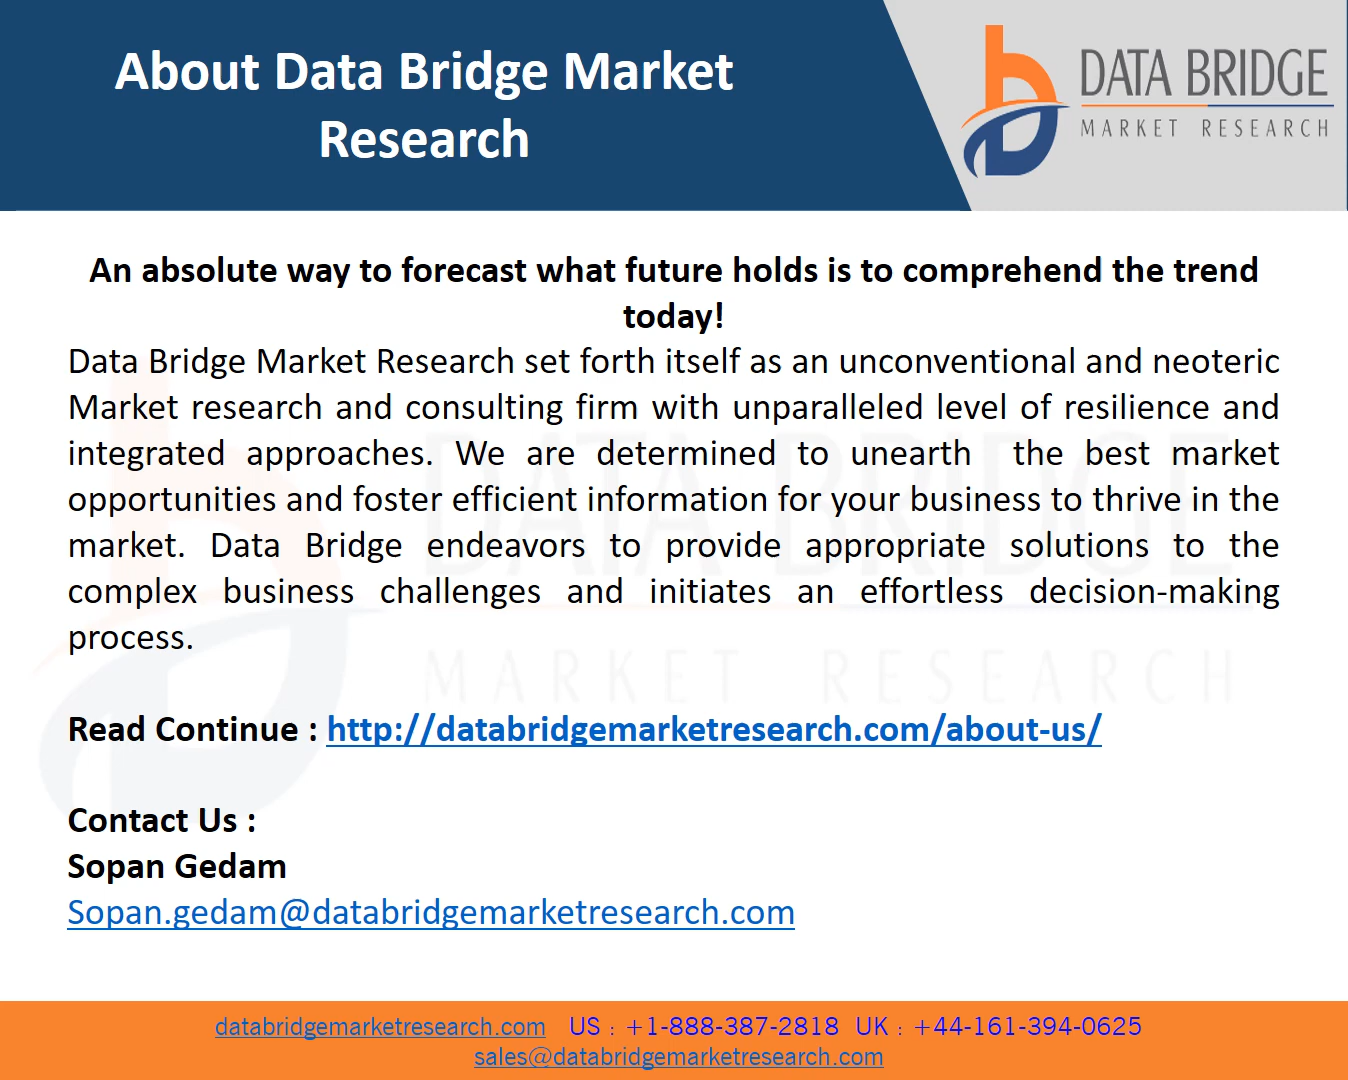 About Data Bridge Market
Research
DATA BRIDGE
MARKET RESEARCH
An absolute way to forecast what future holds is to comprehend the trend
today!
Data Bridge Market Research set forth itself as an unconventional and neoteric
Market research and consulting firm with unparalleled level of resilience and
integrated approaches. We are determined to unearth the best market
opportunities and foster efficient information for your business to thrive in the
market. Data Bridge endeavors to provide appropriate solutions to the
complex business challenges and initiates an effortless decision-making
process.
DATA BRIDGE
MARKET RESEARCH
Read Continue : http://databridgemarketresearch.com/about-us/
Contact Us :
Sopan Gedam
Sopan.gedam@databridgemarketresearch.com
databridgemarketresearch.com US : +1-888-387-2818 UK : +44-161-394-0625
sales@databridgemarketresearch.com